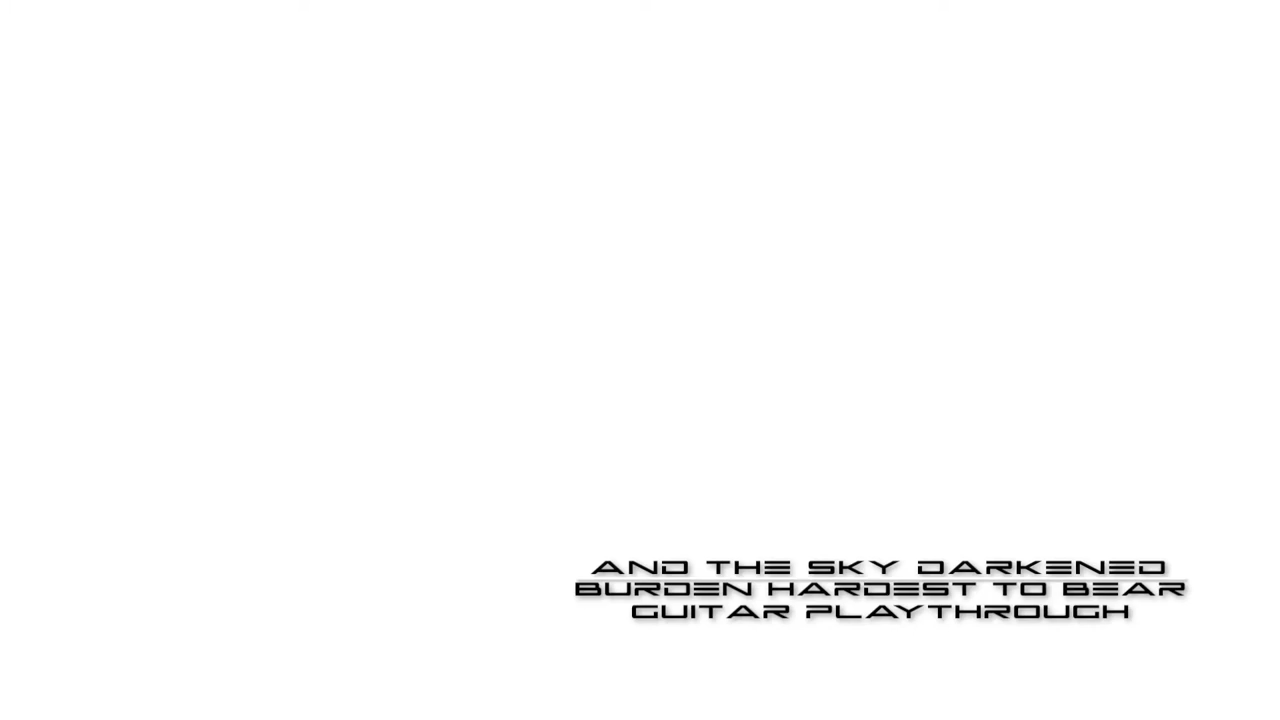 AND THE SKY DARKENED
BURDEN HARDEST TO BEAR
GUITAR PLAYTHROUGH